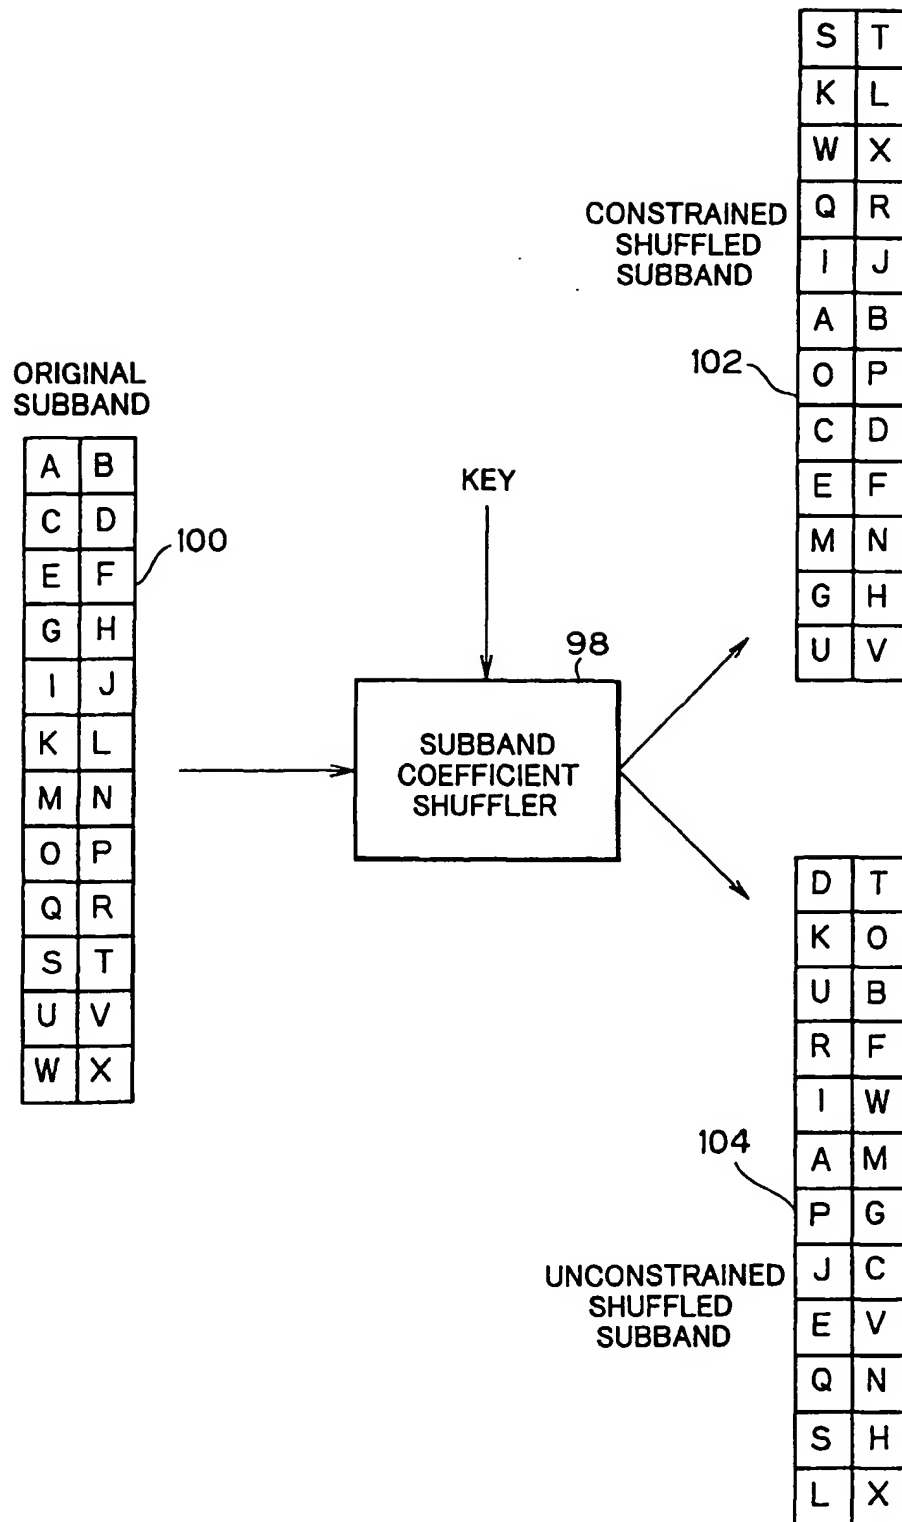 S T
K L
W X
CONSTRAINED
SHUFFLED
SUBBAND
Q R
I J
A B
102
O P
C D
E F
M N
G H
U V
ORIGINAL
SUBBAND
A B
C D
100
E F
G H
I J
K L
M N
O P
Q R
S T
U V
W X
KEY
98
SUBBAND
COEFFICIENT
SHUFFLER
D T
K O
U B
R F
I W
104
A M
P G
UNCONSTRAINED
SHUFFLED
SUBBAND
J C
E V
Q N
S H
L X